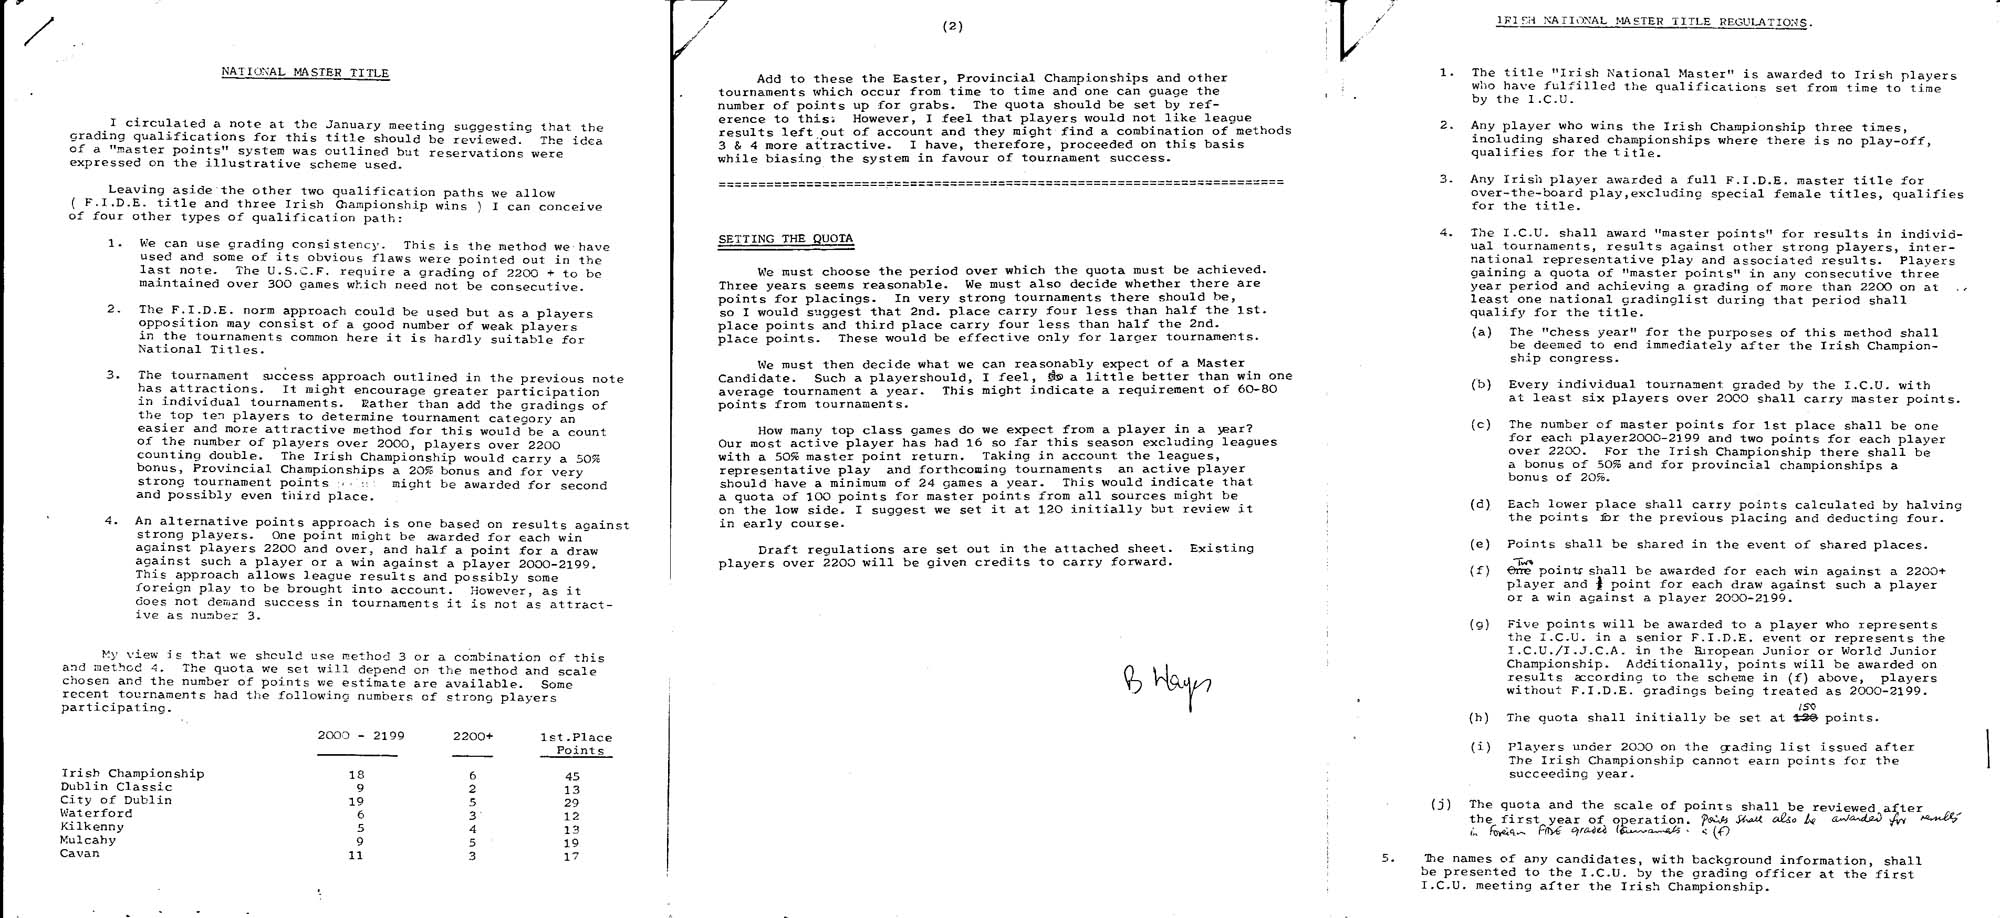 NATIONAL MASTER TITLE
I circulated a note at the January meeting suggesting that the
grading qualifications for this title should be reviewed. The idea
of a "master points" system was outlined but reservations were
expressed on the illustrative scheme used.
Leaving aside the other two qualification paths we allow
( F.I.D.E. title and three Irish Championship wins ) I can conceive
of four other types of qualification path:
1. We can use grading consistency. This is the method we have
used and some of its obvious flaws were pointed out in the
last note. The U.S.C.F. require a grading of 2200 + to be
maintained over 300 games which need not be consecutive.
2. The F.I.D.E. norm approach could be used but as a players
opposition may consist of a good number of weak players
in the tournaments common here it is hardly suitable for
National Titles.
3. The tournament success approach outlined in the previous note
has attractions. It might encourage greater participation
in individual tournaments. Rather than add the gradings of
the top ten players to determine tournament category an
easier and more attractive method for this would be a count
of the number of players over 2000, players over 2200
counting double. The Irish Championship would carry a 50%
bonus, Provincial Championships a 20% bonus and for very
strong tournament points might be awarded for second
and possibly even third place.
4. An alternative points approach is one based on results against
strong players. One point might be awarded for each win
against players 2200 and over, and half a point for a draw
against such a player or a win against a player 2000-2199.
This approach allows league results and possibly some
foreign play to be brought into account. However, as it
does not demand success in tournaments it is not as attract-
ive as number 3.
My view is that we should use method 3 or a combination of this
and method 4. The quota we set will depend on the method and scale
chosen and the number of points we estimate are available. Some
recent tournaments had the following numbers of strong players
participating.
2000 - 2199 2200+ 1st.Place
Points
Irish Championship 18 6 45
Dublin Classic 9 2 13
City of Dublin 19 5 29
Waterford 6 3 12
Kilkenny 5 4 13
Mulcahy 9 5 19
Cavan 11 3 17
(2)
Add to these the Easter, Provincial Championships and other
tournaments which occur from time to time and one can guage the
number of points up for grabs. The quota should be set by ref-
erence to this. However, I feel that players would not like league
results left out of account and they might find a combination of methods
3 & 4 more attractive. I have, therefore, proceeded on this basis
while biasing the system in favour of tournament success.
======================================================================
SETTING THE QUOTA
We must choose the period over which the quota must be achieved.
Three years seems reasonable. We must also decide whether there are
points for placings. In very strong tournaments there should be,
so I would suggest that 2nd. place carry four less than half the 1st.
place points and third place carry four less than half the 2nd.
place points. These would be effective only for larger tournaments.
We must then decide what we can reasonably expect of a Master
Candidate. Such a playershould, I feel, do a little better than win one
average tournament a year. This might indicate a requirement of 60-80
points from tournaments.
How many top class games do we expect from a player in a year?
Our most active player has had 16 so far this season excluding leagues
with a 50% master point return. Taking in account the leagues,
representative play and forthcoming tournaments an active player
should have a minimum of 24 games a year. This would indicate that
a quota of 100 points for master points from all sources might be
on the low side. I suggest we set it at 120 initially but review it
in early course.
Draft regulations are set out in the attached sheet. Existing
players over 2200 will be given credits to carry forward.
B Hayes
IRISH NATIONAL MASTER TITLE REGULATIONS.
1. The title "Irish National Master" is awarded to Irish players
who have fulfilled the qualifications set from time to time
by the I.C.U.
2. Any player who wins the Irish Championship three times,
including shared championships where there is no play-off,
qualifies for the title.
3. Any Irish player awarded a full F.I.D.E. master title for
over-the-board play,excluding special female titles, qualifies
for the title.
4. The I.C.U. shall award "master points" for results in individ-
ual tournaments, results against other strong players, inter-
national representative play and associated results. Players
gaining a quota of "master points" in any consecutive three
year period and achieving a grading of more than 2200 on at
least one national gradinglist during that period shall
qualify for the title.
(a) The "chess year" for the purposes of this method shall
be deemed to end immediately after the Irish Champion-
ship congress.
(b) Every individual tournament graded by the I.C.U. with
at least six players over 2000 shall carry master points.
(c) The number of master points for 1st place shall be one
for each player2000-2199 and two points for each player
over 2200. For the Irish Championship there shall be
a bonus of 50% and for provincial championships a
bonus of 20%.
(d) Each lower place shall carry points calculated by halving
the points for the previous placing and deducting four.
(e) Points shall be shared in the event of shared places.
Two
(f) One points shall be awarded for each win against a 2200+
player and 1 point for each draw against such a player
or a win against a player 2000-2199.
(g) Five points will be awarded to a player who represents
the I.C.U. in a senior F.I.D.E. event or represents the
I.C.U./I.J.C.A. in the European Junior or World Junior
Championship. Additionally, points will be awarded on
results according to the scheme in (f) above, players
without F.I.D.E. gradings being treated as 2000-2199.
150
(h) The quota shall initially be set at 120 points.
(i) Players under 2000 on the grading list issued after
The Irish Championship cannot earn points for the
succeeding year.
(j) The quota and the scale of points shall be reviewed after
the first year of operation. Points shall also be awarded for results
in foreign FIDE graded tournaments. (f)
5. The names of any candidates, with background information, shall
be presented to the I.C.U. by the grading officer at the first
I.C.U. meeting after the Irish Championship.